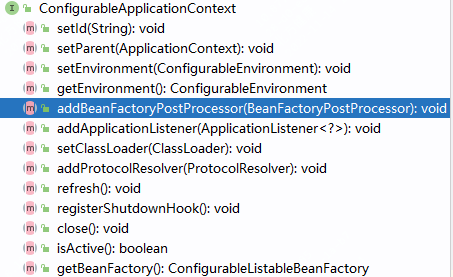 ConfigurableApplicationContext
setId(String): void
setParent(ApplicationContext): void
setEnvironment(ConfigurableEnvironment): void
getEnvironment(): ConfigurableEnvironment
addBeanFactoryPostProcessor(BeanFactoryPostProcessor): void
addApplicationListener(ApplicationListener<?>): void
setClassLoader(ClassLoader): void
addProtocolResolver(ProtocolResolver): void
refresh(): void
registerShutdownHook(): void
close(): void
isActive(): boolean
getBeanFactory(): ConfigurableListableBeanFactory